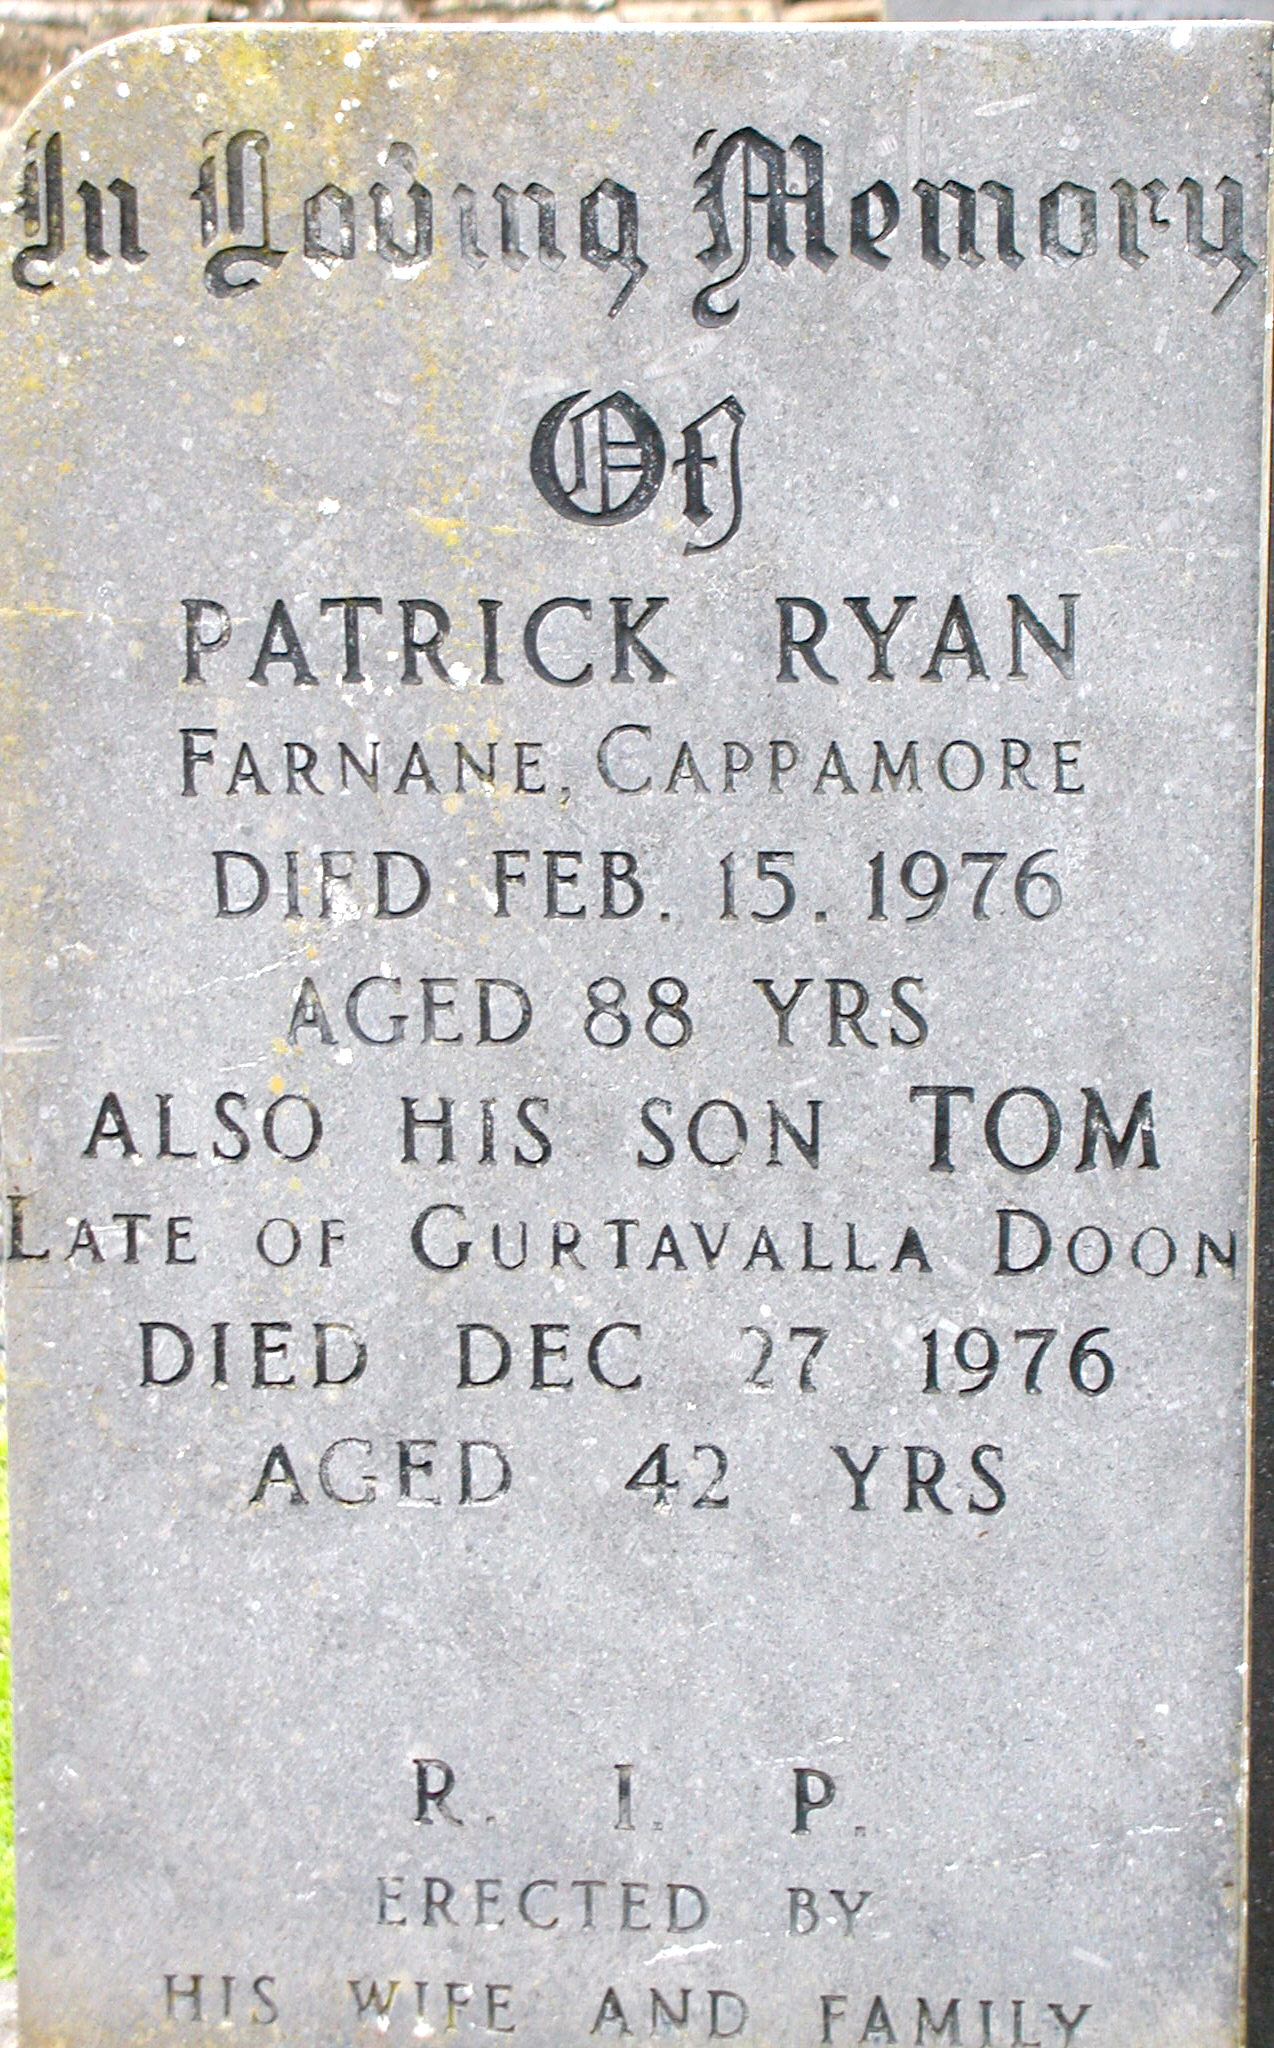 In Loving Memory
Of
PATRICK RYAN
FARNANE, CAPPAMORE
DIED FEB. 15. 1976
AGED 88 YRS
ALSO HIS SON TOM
LATE OF GURTAVALLA DOON
DIED DEC 27 1976
AGED 42 YRS
R. I. P.
ERECTED BY
HIS WIFE AND FAMILY